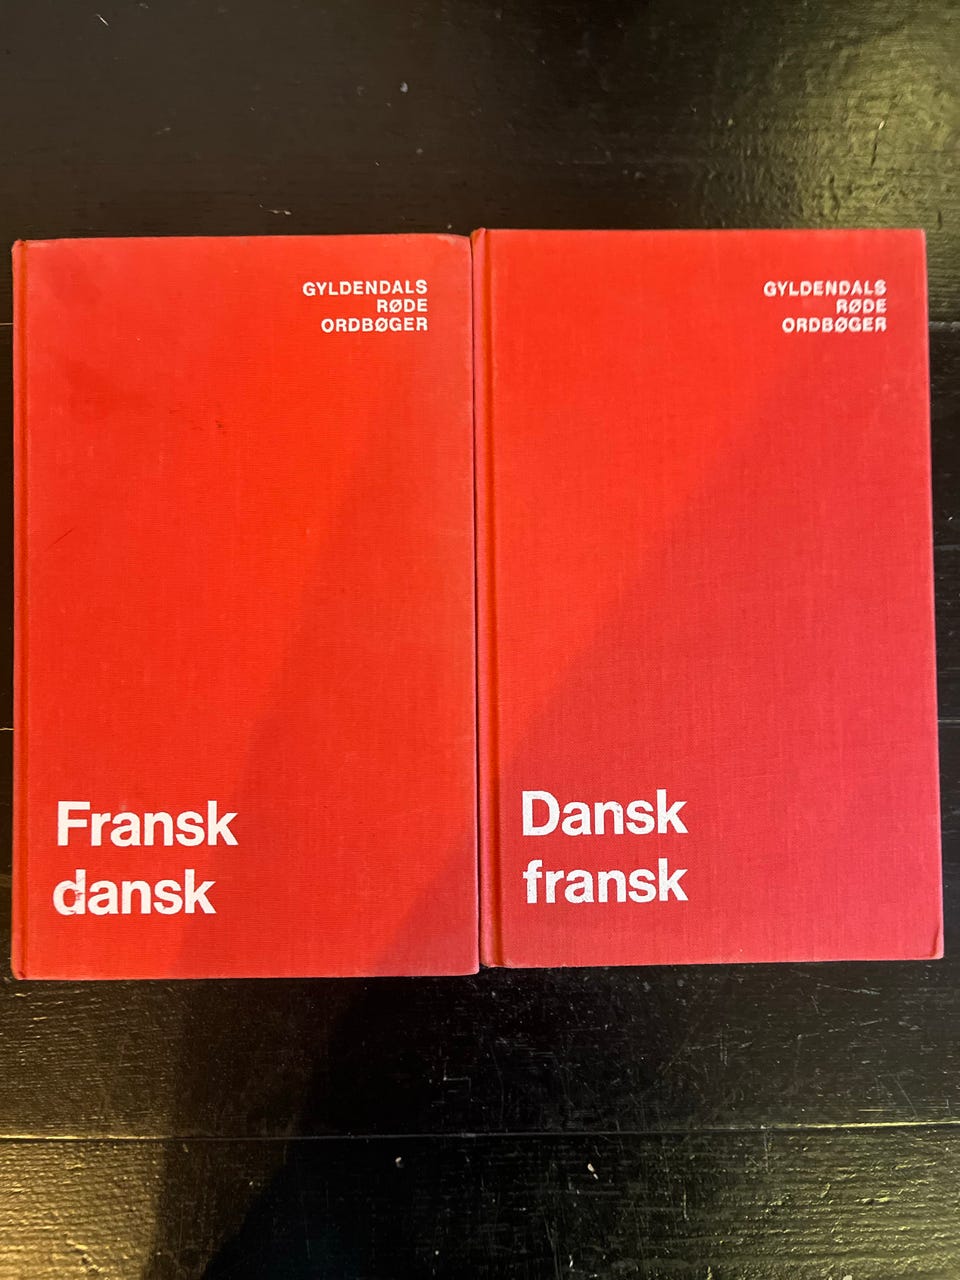 GYLDENDALS
RØDE
ORDBØGER
Fransk
dansk
GYLDENDALS
RØDE
ORDBØGER
Dansk
fransk